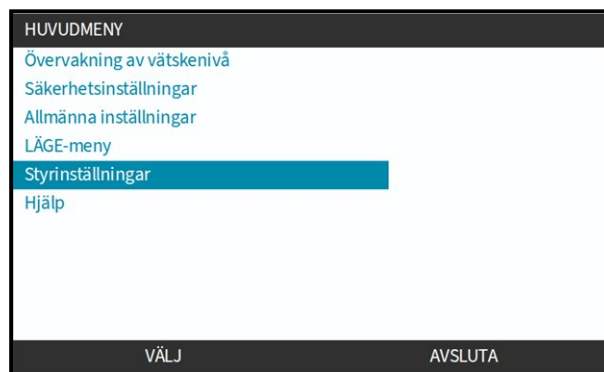 HUVUDMENY
Övervakning av vätskenivå
Säkerhetsinställningar
Allmänna inställningar
LÄGE-meny
Styrinställningar
Hjälp
VÄLJ AVSLUTA